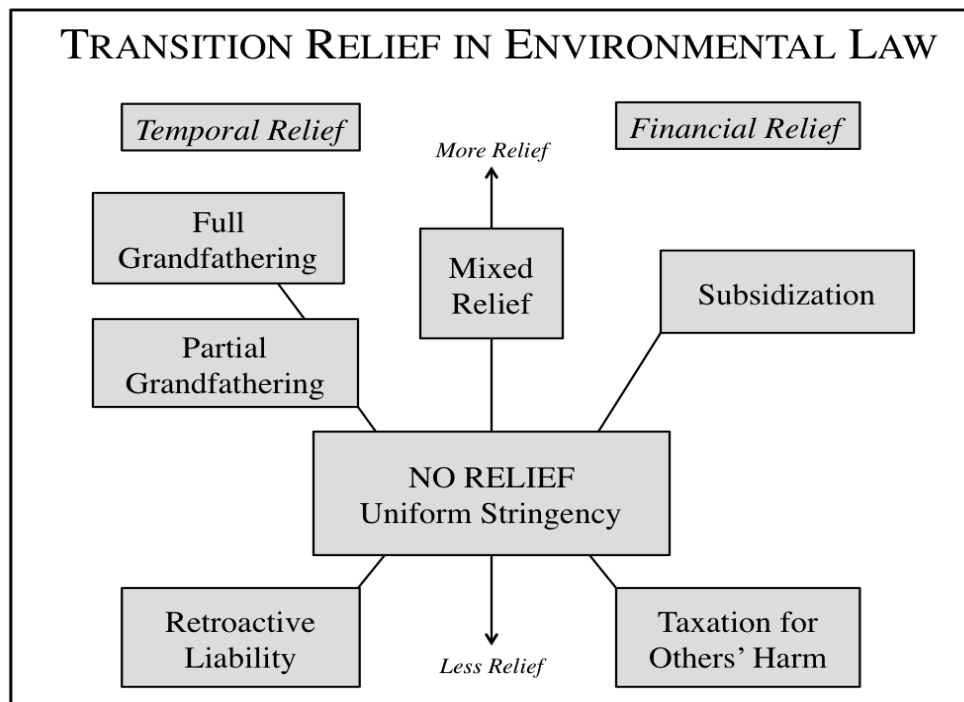 TRANSITION RELIEF IN ENVIRONMENTAL LAW
Temporal Relief
Financial Relief
More Relief
Full
Grandfathering
Mixed
Relief
Subsidization
Partial
Grandfathering
NO RELIEF
Uniform Stringency
Retroactive
Liability
Less Relief
Taxation for
Others’ Harm